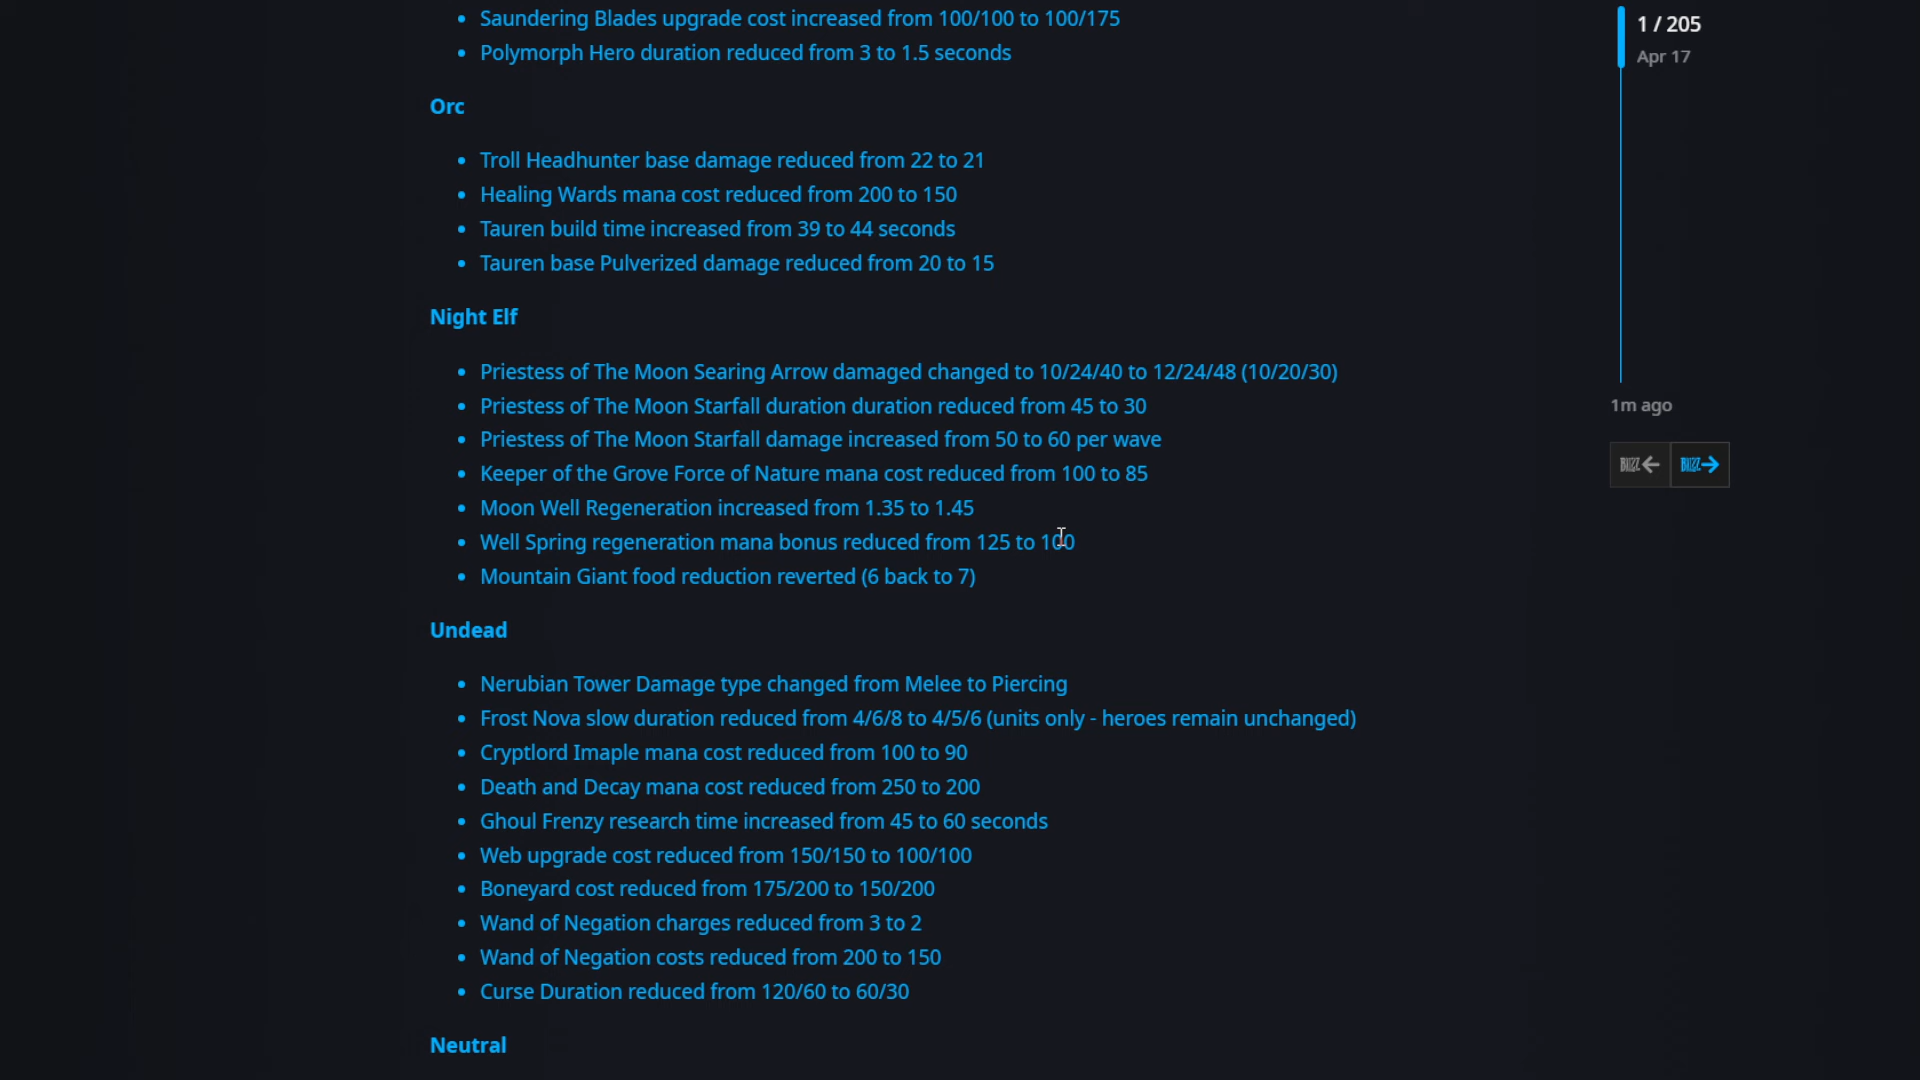 Saundering Blades upgrade cost increased from 100/100 to 100/175
Polymorph Hero duration reduced from 3 to 1.5 seconds
Orc
Troll Headhunter base damage reduced from 22 to 21
Healing Wards mana cost reduced from 200 to 150
Tauren build time increased from 39 to 44 seconds
Tauren base Pulverized damage reduced from 20 to 15
Night Elf
Priestess of The Moon Searing Arrow damaged changed to 10/24/40 to 12/24/48 (10/20/30)
Priestess of The Moon Starfall duration duration reduced from 45 to 30
Priestess of The Moon Starfall damage increased from 50 to 60 per wave
Keeper of the Grove Force of Nature mana cost reduced from 100 to 85
Moon Well Regeneration increased from 1.35 to 1.45
Well Spring regeneration mana bonus reduced from 125 to 100
Mountain Giant food reduction reverted (6 back to 7)
Undead
Nerubian Tower Damage type changed from Melee to Piercing
Frost Nova slow duration reduced from 4/6/8 to 4/5/6 (units only - heroes remain unchanged)
Cryptlord Imaple mana cost reduced from 100 to 90
Death and Decay mana cost reduced from 250 to 200
Ghoul Frenzy research time increased from 45 to 60 seconds
Web upgrade cost reduced from 150/150 to 100/100
Boneyard cost reduced from 175/200 to 150/200
Wand of Negation charges reduced from 3 to 2
Wand of Negation costs reduced from 200 to 150
Curse Duration reduced from 120/60 to 60/30
Neutral
1 / 205
Apr 17
1m ago
BLIZZ BLIZZ